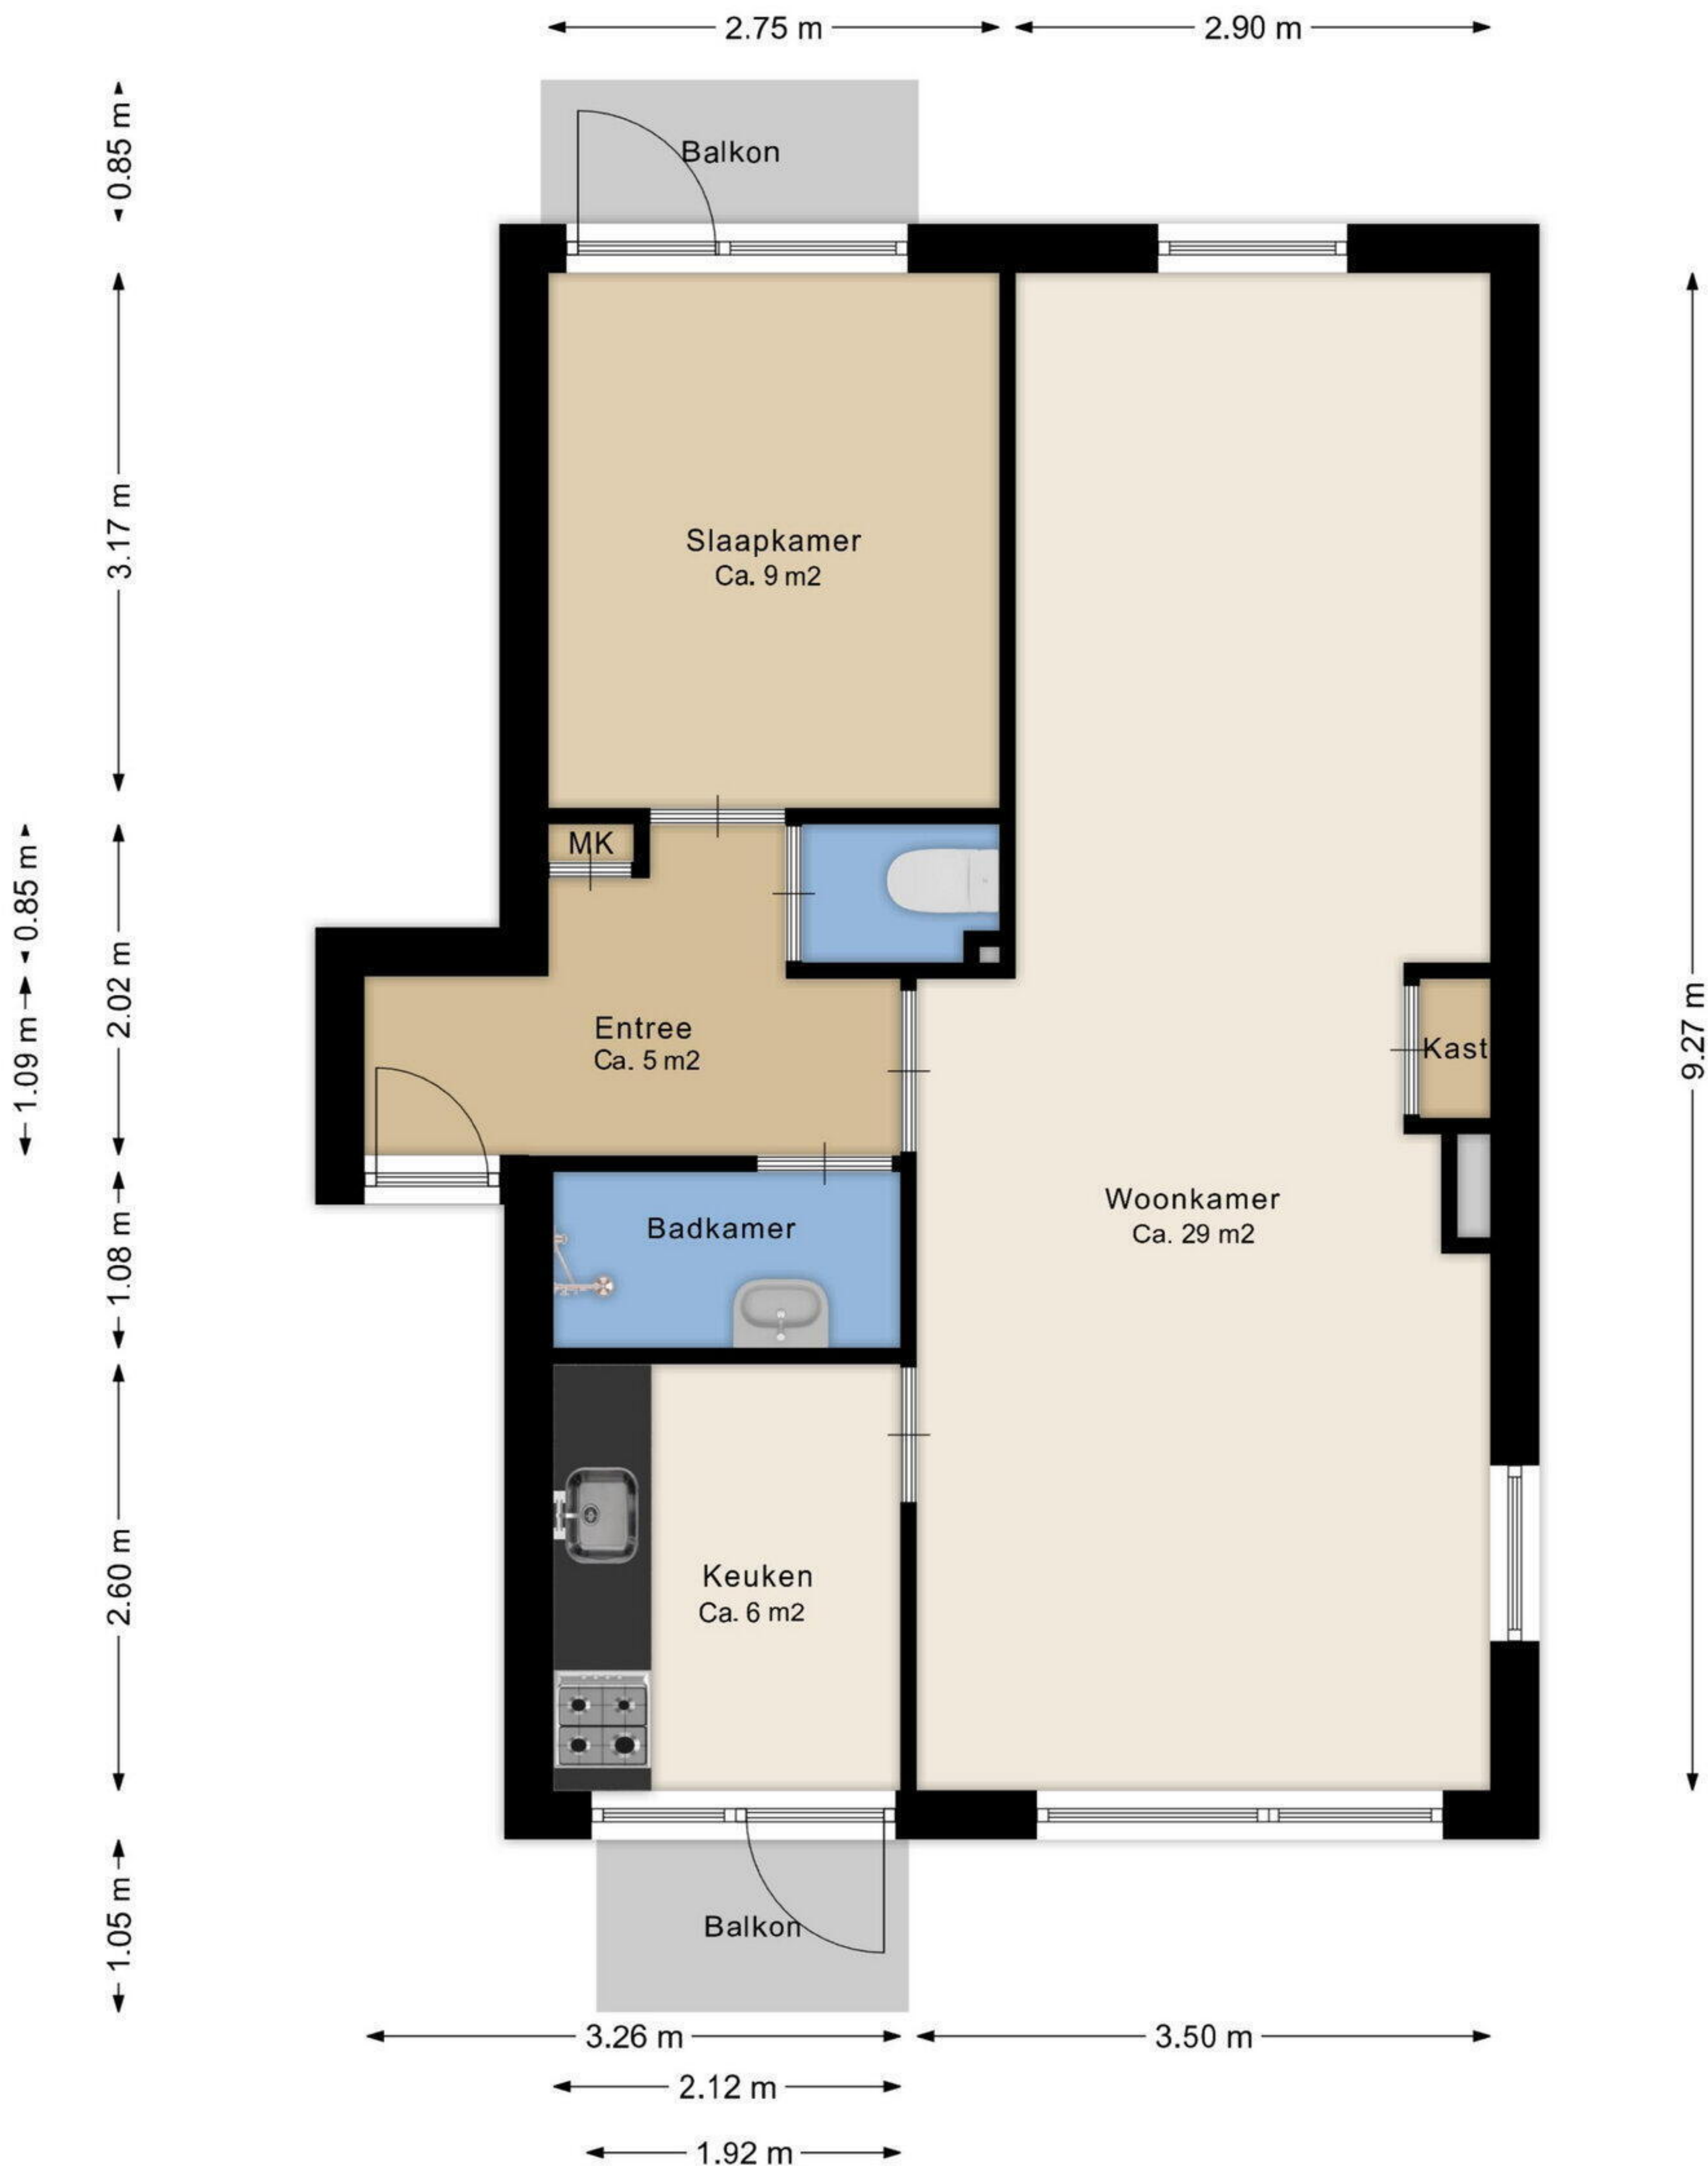 2.75 m
2.90 m
0.85 m
Balkon
3.17 m
Slaapkamer
Ca. 9 m2
MK
0.85 m
1.09 m
2.02 m
Entree
Ca. 5 m2
Kast
9.27 m
Woonkamer
Ca. 29 m2
Badkamer
1.08 m
Keuken
Ca. 6 m2
2.60 m
Balkon
1.05 m
3.26 m
3.50 m
2.12 m
1.92 m